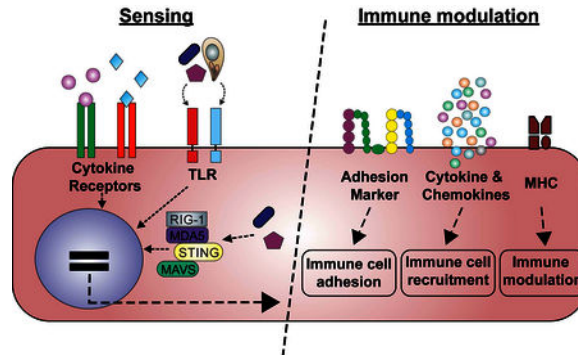 Sensing
Immune modulation
Cytokine
Receptors
TLR
RIG-1
MDA5
STING
MAVS
Adhesion
Marker
Cytokine &
Chemokines
MHC
Immune cell
adhesion
Immune cell
recruitment
Immune
modulation